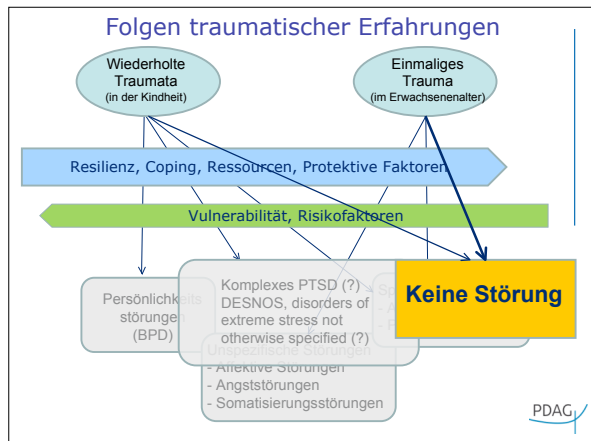 Folgen traumatischer Erfahrungen
Wiederholte
Traumata
(in der Kindheit)
Einmaliges
Trauma
(im Erwachsenenalter)
Resilienz, Coping, Ressourcen, Protektive Faktoren
Vulnerabilität, Risikofaktoren
Persönlichkeits
störungen
(BPD)
Komplexes PTSD (?)
DESNOS, disorders of
extreme stress not
otherwise specified (?)
Unspezifische Störungen
- Affektive Störungen
- Angststörungen
- Somatisierungsstörungen
Keine Störung
PDAG